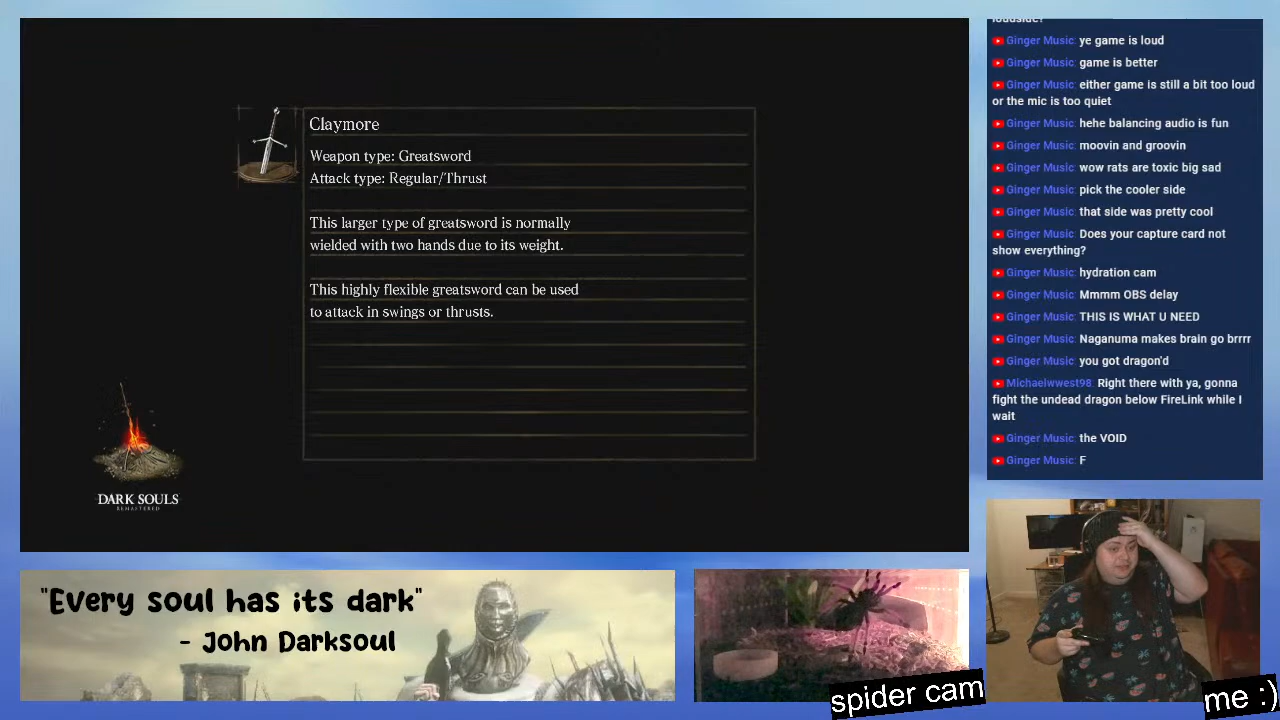 Claymore
Weapon type: Greatsword
Attack type: Regular/Thrust
This larger type of greatsword is normally
wielded with two hands due to its weight.
This highly flexible greatsword can be used
to attack in swings or thrusts.
DARK SOULS
REMASTERED
loudside?
Ginger Music: ye game is loud
Ginger Music: game is better
Ginger Music: either game is still a bit too loud
or the mic is too quiet
Ginger Music: hehe balancing audio is fun
Ginger Music: moovin and groovin
Ginger Music: wow rats are toxic big sad
Ginger Music: pick the cooler side
Ginger Music: that side was pretty cool
Ginger Music: Does your capture card not
show everything?
Ginger Music: hydration cam
Ginger Music: Mmmm OBS delay
Ginger Music: THIS IS WHAT U NEED
Ginger Music: Naganuma makes brain go brrrr
Ginger Music: you got dragon'd
Michaelwwest98: Right there with ya, gonna
fight the undead dragon below FireLink while I
wait
Ginger Music: the VOID
Ginger Music: F
"Every soul has its dark"
- John Darksoul
spider cam
me :)